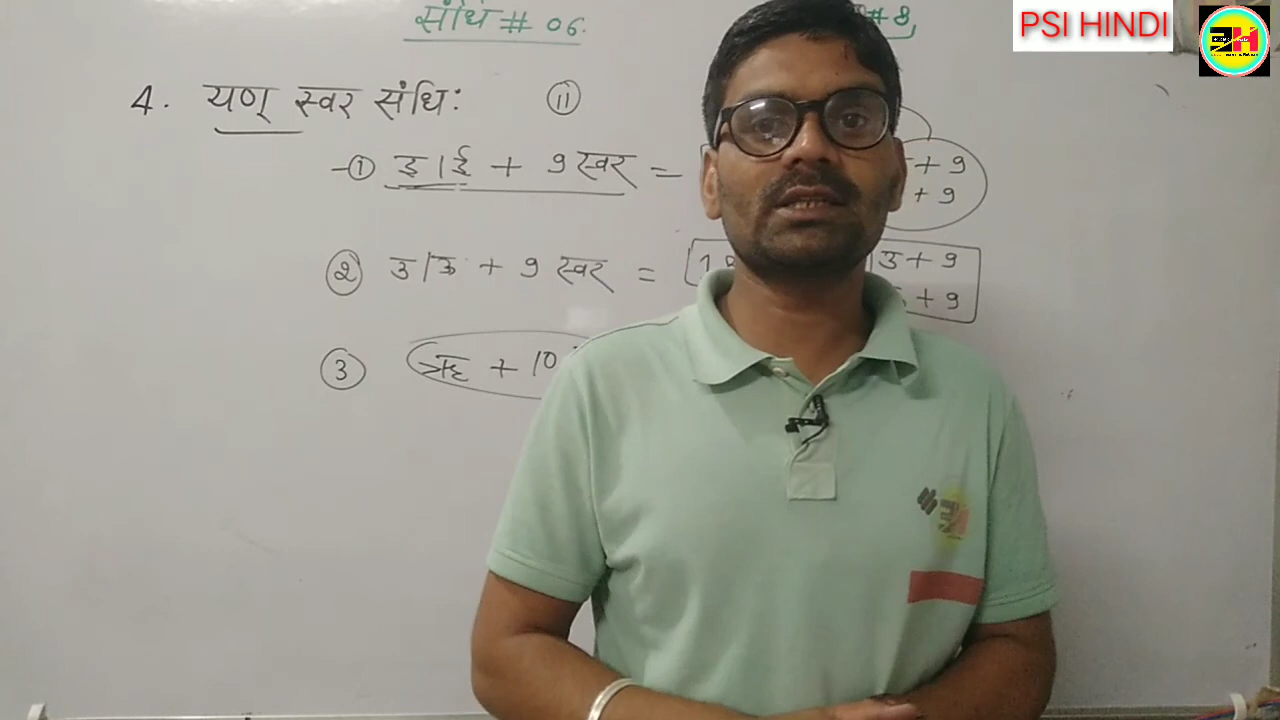 संधि # 06.
# 8,
PSI HINDI
4. यण् स्वर संधि: 11
① इ/ई + 9 स्वर =
+ 9
+ 9
② उ/ऊ + 9 स्वर =
उ + 9
+ 9
③ ऋ + 10